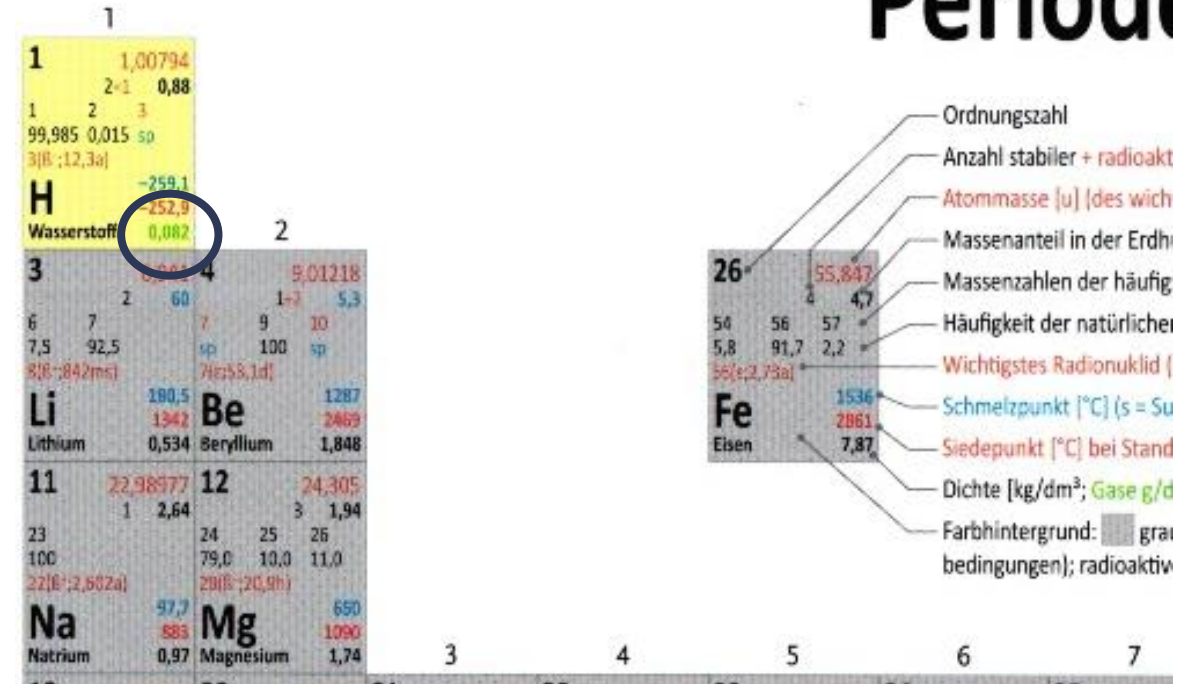 Periode
1
1 1,00794
2+1 0,88
1 2 3
99,985 0,015 sp
3(ß⁻;12,3a)
H -259,1
-252,9
Wasserstoff 0,082
2
3 4 9,01218
2 60 1+2 5,3
6 7 7 9 10
7,5 92,5 sp 100 sp
8(ß⁻;842ms) 7(ε;53,1d)
Li 180,5 Be 1287
1342 2469
Lithium 0,534 Beryllium 1,848
11 22,98977 12 24,305
1 2,64 3 1,94
23 24 25 26
100 79,0 10,0 11,0
22(ß⁺;2,602a) 28(ß⁻;20,9h)
Na 97,7 Mg 650
883 1090
Natrium 0,97 Magnesium 1,74
26 55,847
4 4,7
54 56 57
5,8 91,7 2,2
Fe 1536
2861
Eisen 7,87
Ordnungszahl
Anzahl stabiler + radioakt
Atommasse [u] (des wich
Massenanteil in der Erdh
Massenzahlen der häufig
Häufigkeit der natürlicher
Wichtigstes Radionuklid (
Schmelzpunkt [°C] (s = Su
Siedepunkt [°C] bei Stand
Dichte [kg/dm³; Gase g/d
Farbhintergrund: grau
bedingungen); radioaktiv
3 4 5 6 7